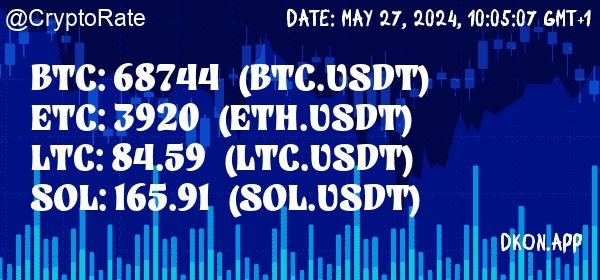 @CryptoRate
DATE: MAY 27, 2024, 10:05:07 GMT+1
BTC: 68744 (BTC.USDT)
ETC: 3920 (ETH.USDT)
LTC: 84.59 (LTC.USDT)
SOL: 165.91 (SOL.USDT)
DKON.APP